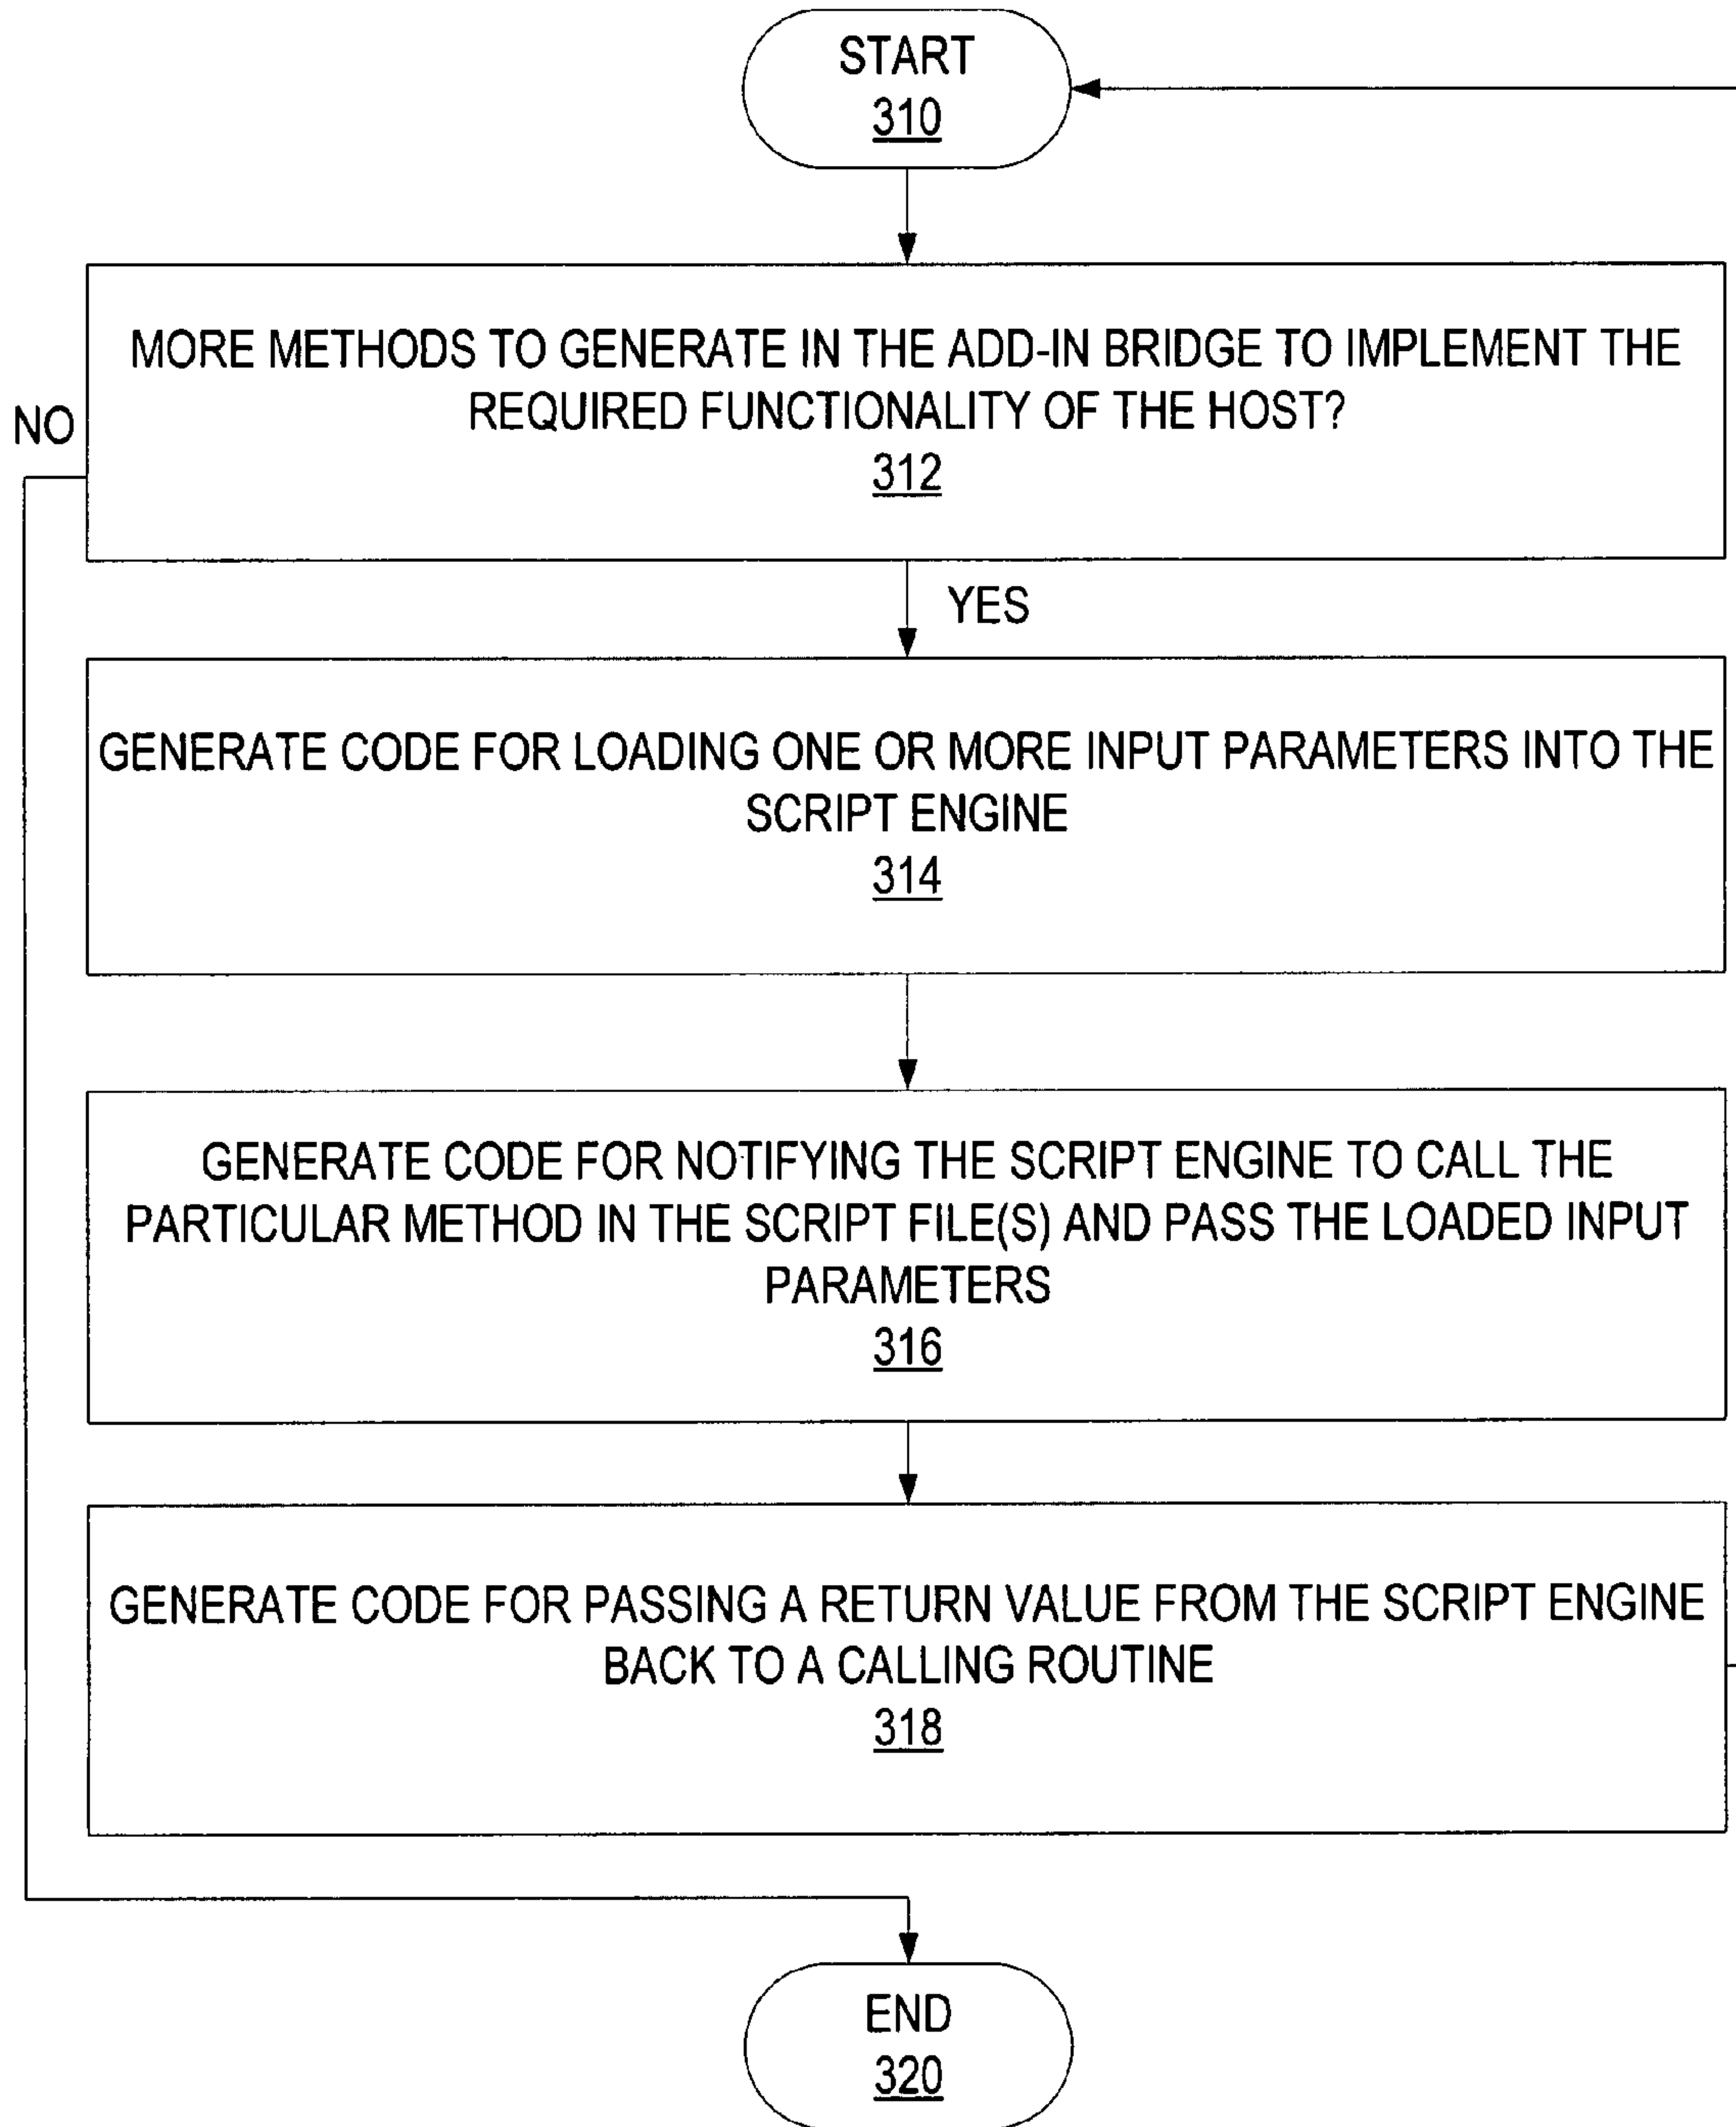 START
310
MORE METHODS TO GENERATE IN THE ADD-IN BRIDGE TO IMPLEMENT THE
REQUIRED FUNCTIONALITY OF THE HOST?
312
NO
YES
GENERATE CODE FOR LOADING ONE OR MORE INPUT PARAMETERS INTO THE
SCRIPT ENGINE
314
GENERATE CODE FOR NOTIFYING THE SCRIPT ENGINE TO CALL THE
PARTICULAR METHOD IN THE SCRIPT FILE(S) AND PASS THE LOADED INPUT
PARAMETERS
316
GENERATE CODE FOR PASSING A RETURN VALUE FROM THE SCRIPT ENGINE
BACK TO A CALLING ROUTINE
318
END
320